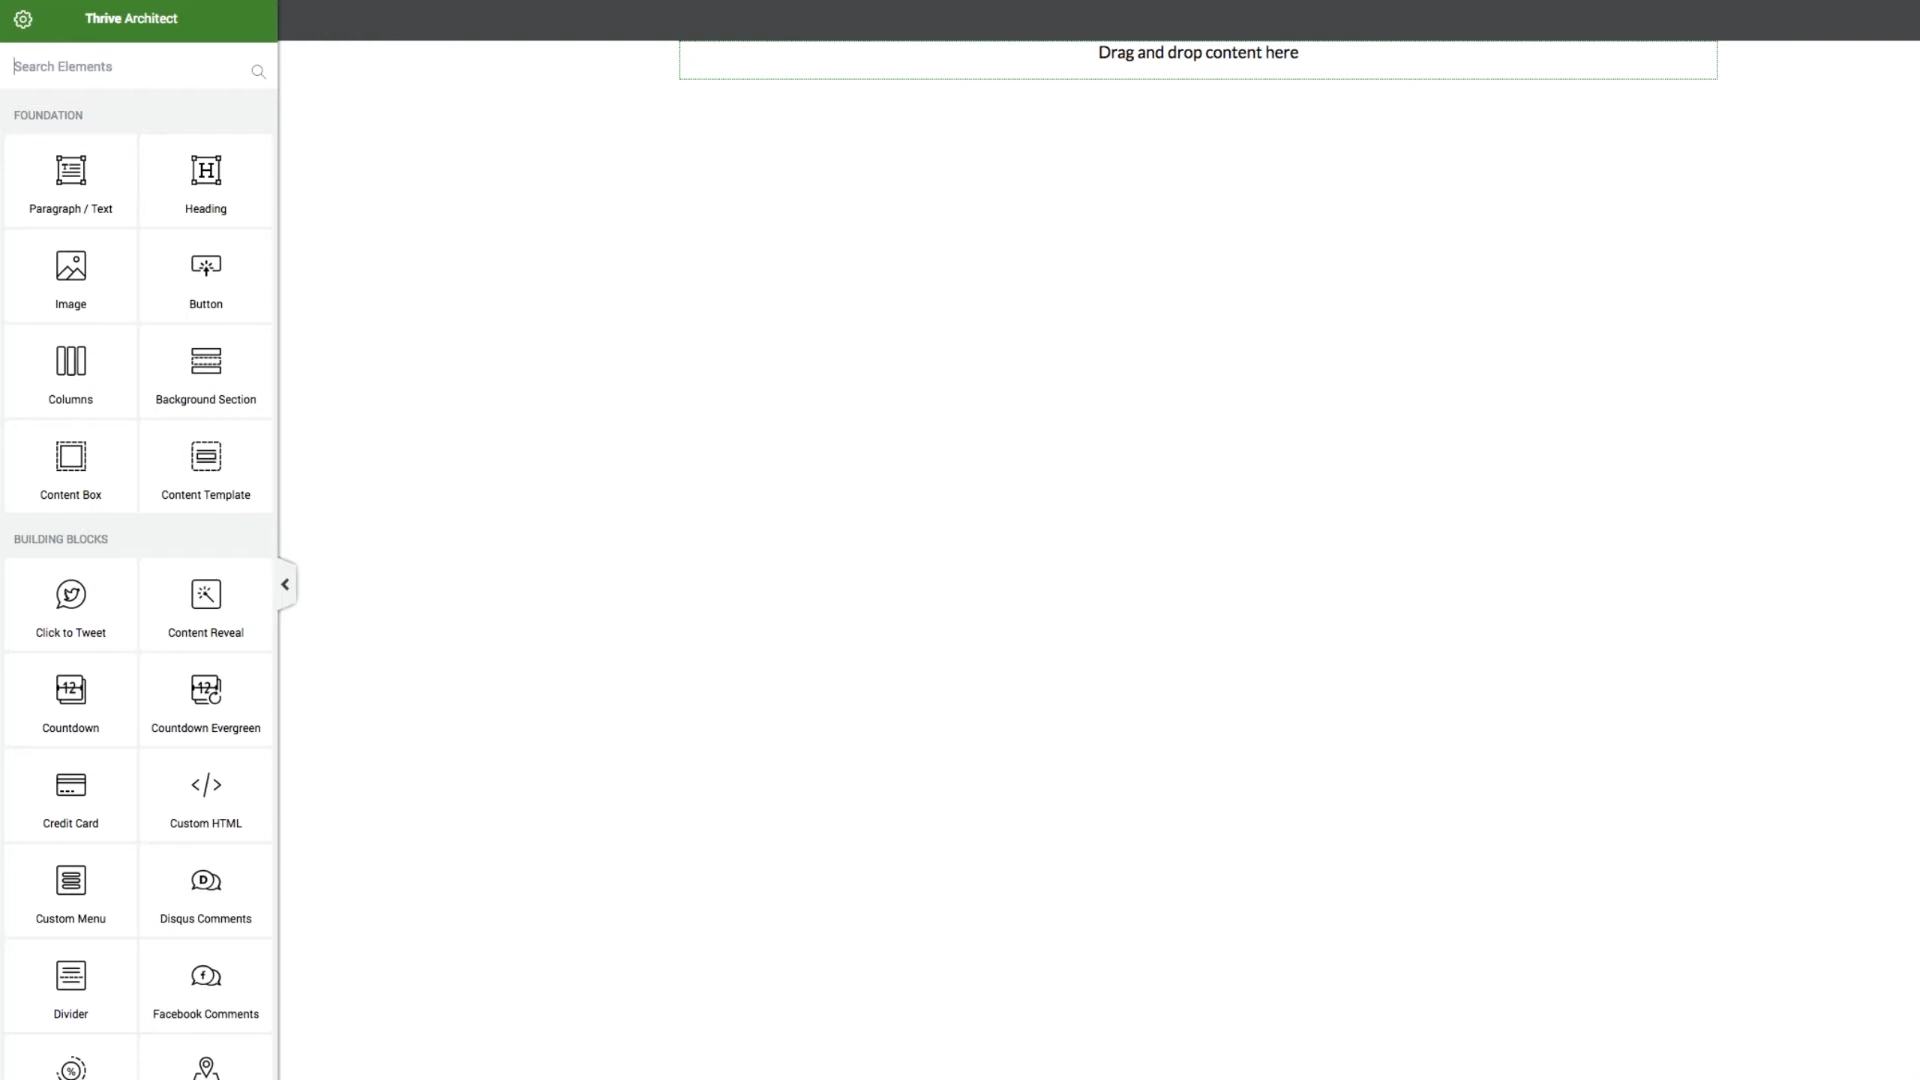 Thrive Architect
Drag and drop content here
Search Elements
FOUNDATION
Paragraph / Text
Heading
Image
Button
Columns
Background Section
Content Box
Content Template
BUILDING BLOCKS
Click to Tweet
Content Reveal
12
12
Countdown
Countdown Evergreen
Credit Card
Custom HTML
Custom Menu
Disqus Comments
Divider
Facebook Comments